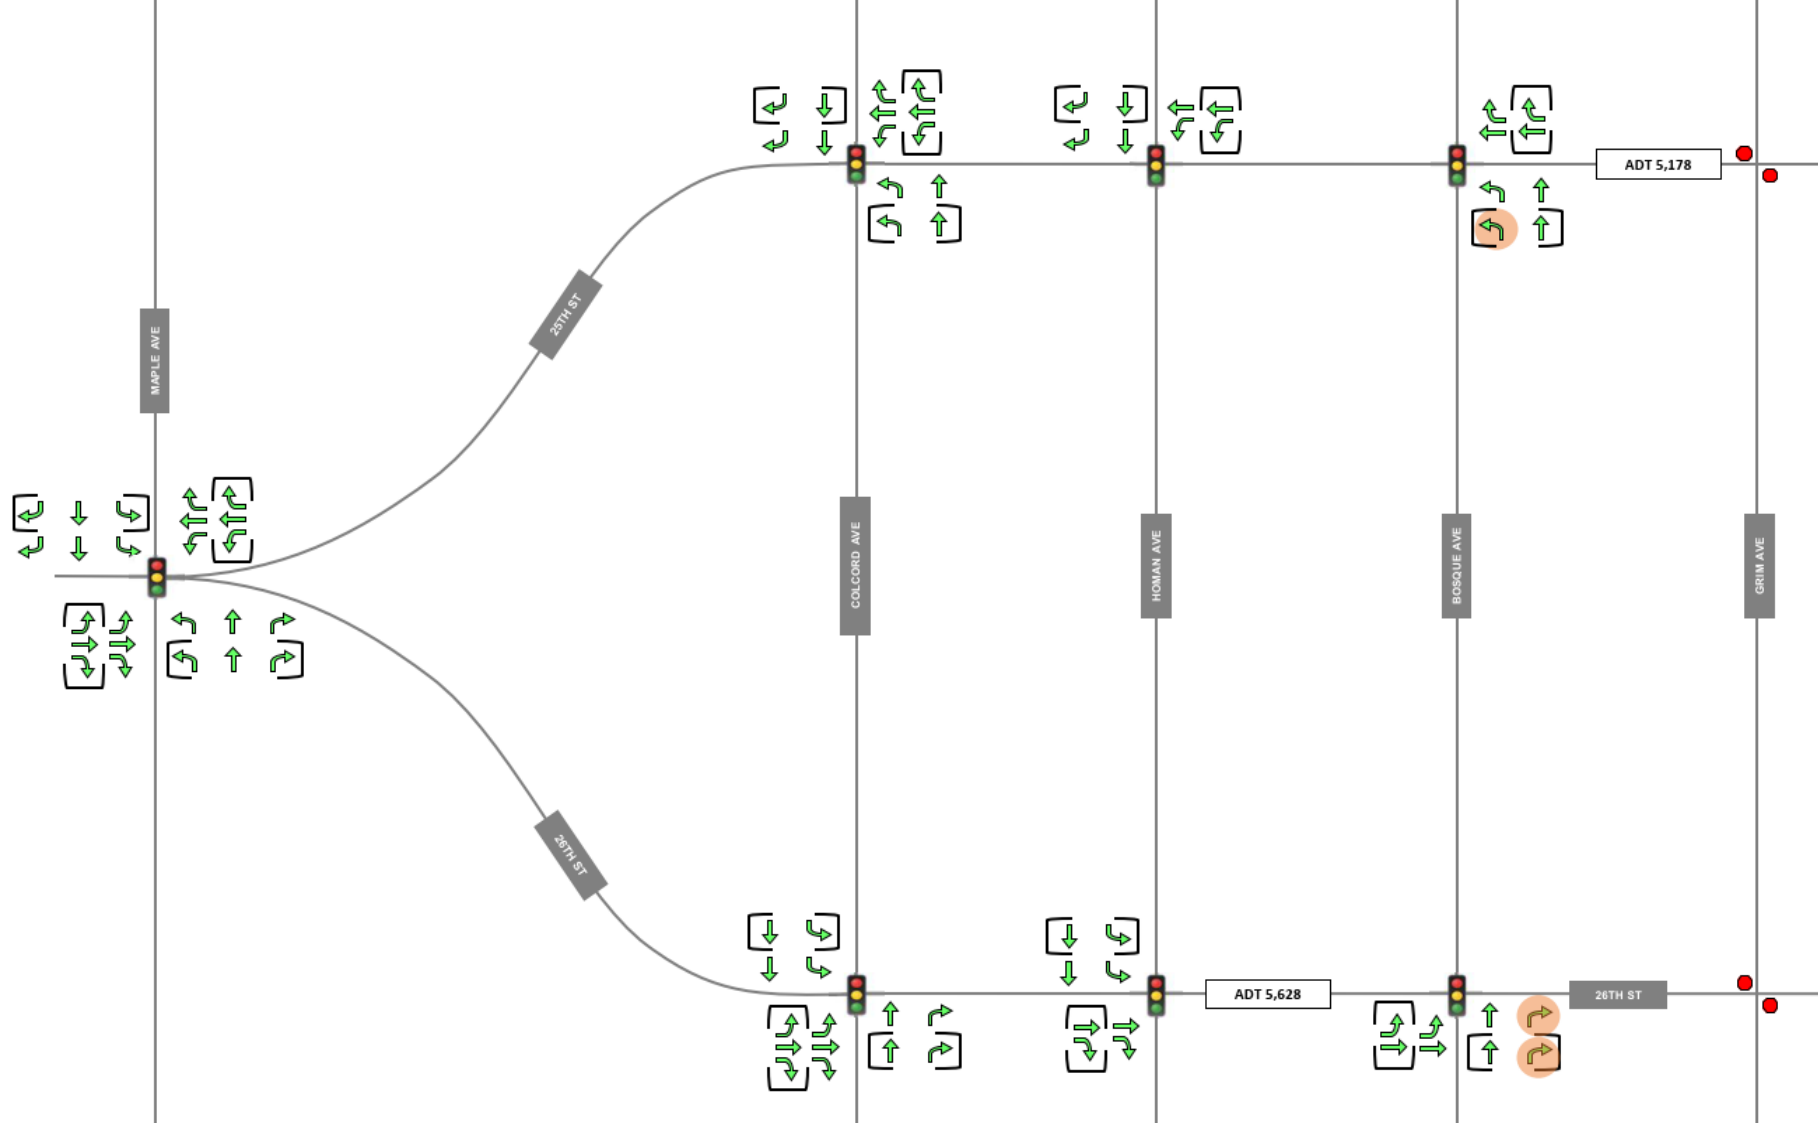 ADT 5,178
25TH ST
MAPLE AVE
COLCORD AVE
HOMAN AVE
BOSQUE AVE
GRIM AVE
26TH ST
ADT 5,628
26TH ST